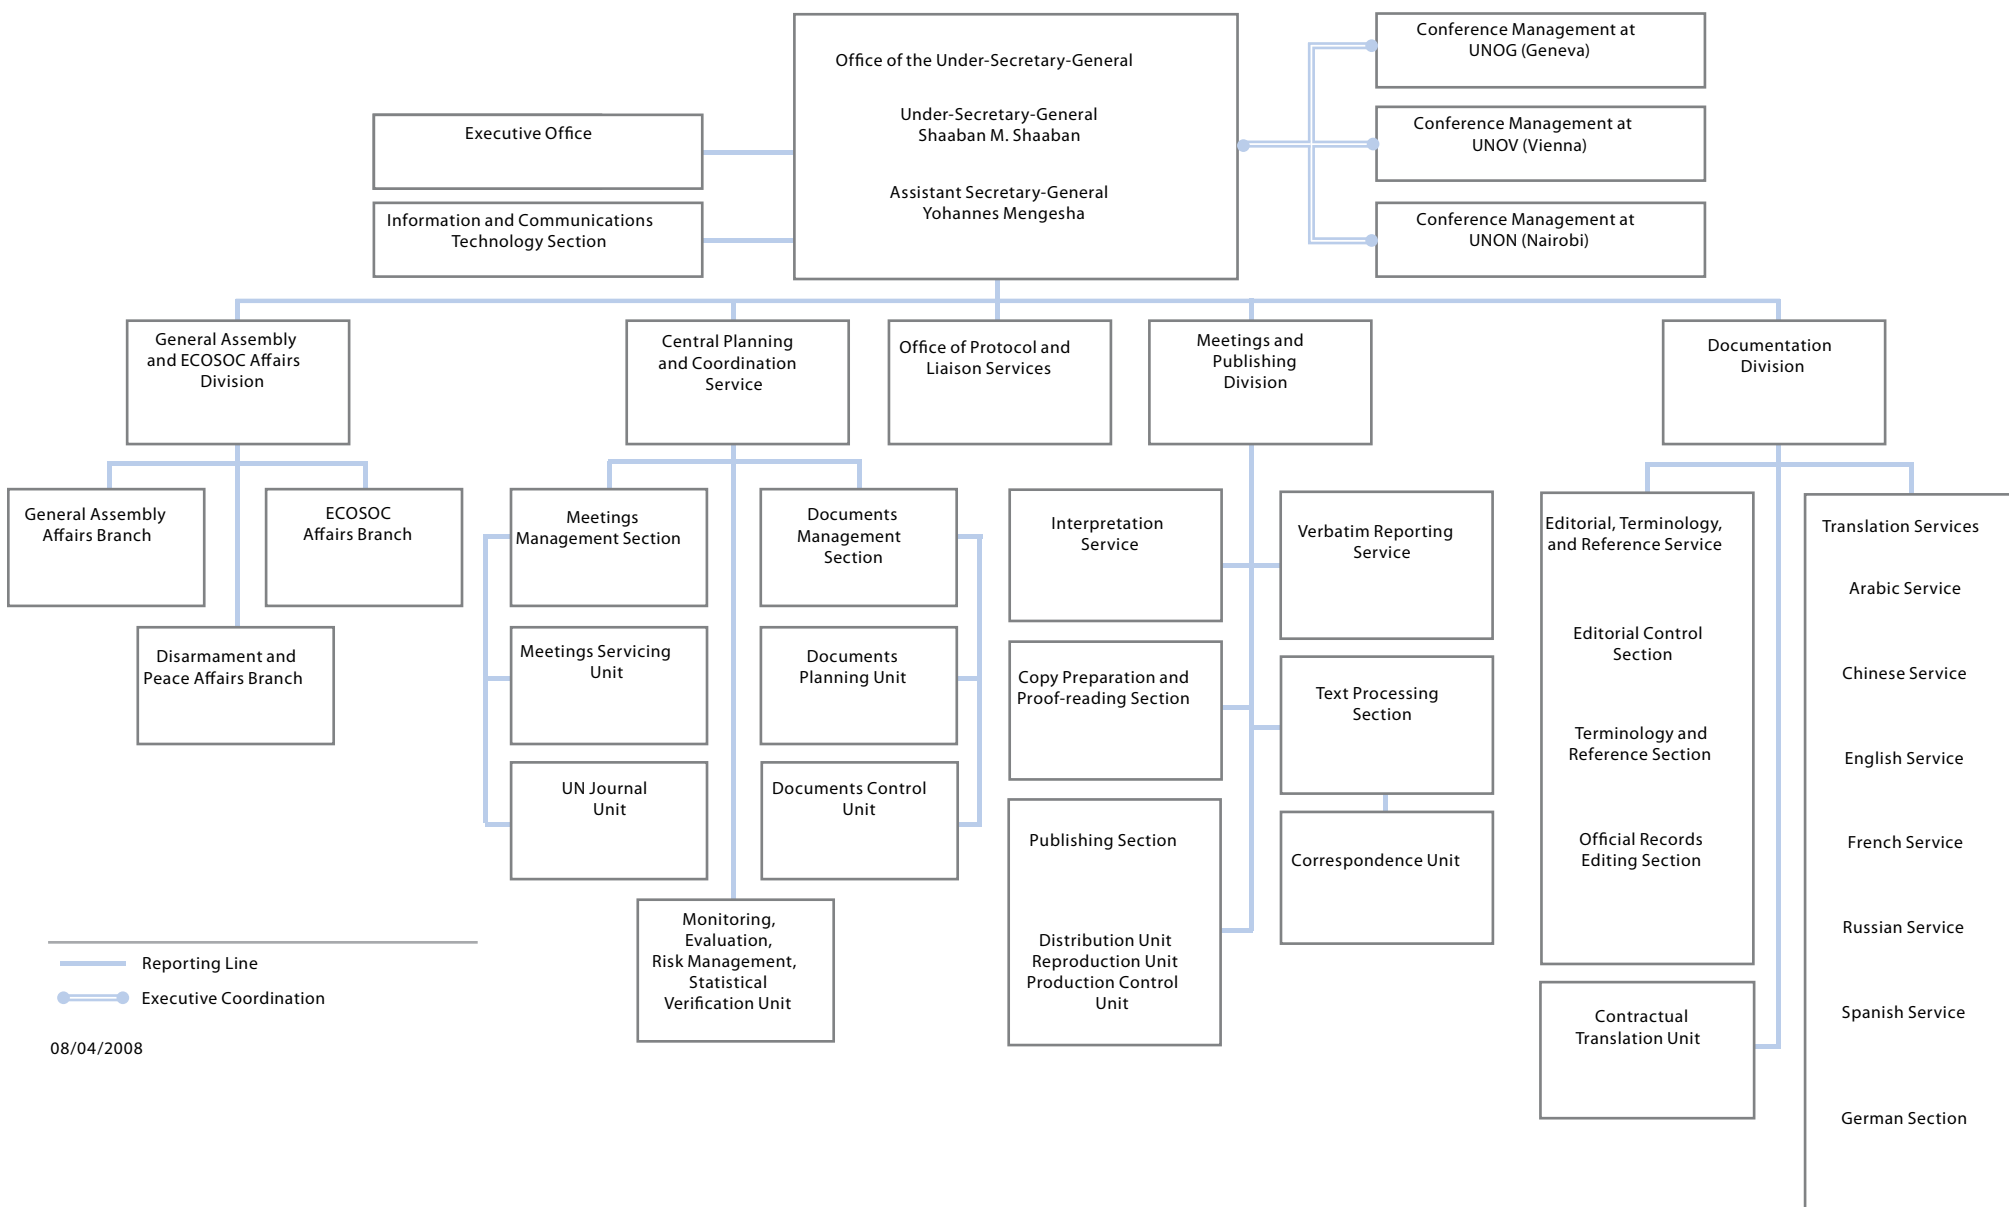 Office of the Under-Secretary-General
Under-Secretary-General
Shaaban M. Shaaban
Assistant Secretary-General
Yohannes Mengesha
Executive Office
Information and Communications
Technology Section
Conference Management at
UNOG (Geneva)
Conference Management at
UNOV (Vienna)
Conference Management at
UNON (Nairobi)
General Assembly
and ECOSOC Affairs
Division
Central Planning
and Coordination
Service
Office of Protocol and
Liaison Services
Meetings and
Publishing
Division
Documentation
Division
General Assembly
Affairs Branch
ECOSOC
Affairs Branch
Disarmament and
Peace Affairs Branch
Meetings
Management Section
Meetings Servicing
Unit
UN Journal
Unit
Documents
Management
Section
Documents
Planning Unit
Documents Control
Unit
Monitoring,
Evaluation,
Risk Management,
Statistical
Verification Unit
Interpretation
Service
Copy Preparation and
Proof-reading Section
Publishing Section
Distribution Unit
Reproduction Unit
Production Control
Unit
Verbatim Reporting
Service
Text Processing
Section
Correspondence Unit
Editorial, Terminology,
and Reference Service
Editorial Control
Section
Terminology and
Reference Section
Official Records
Editing Section
Contractual
Translation Unit
Translation Services
Arabic Service
Chinese Service
English Service
French Service
Russian Service
Spanish Service
German Section
Reporting Line
Executive Coordination
08/04/2008